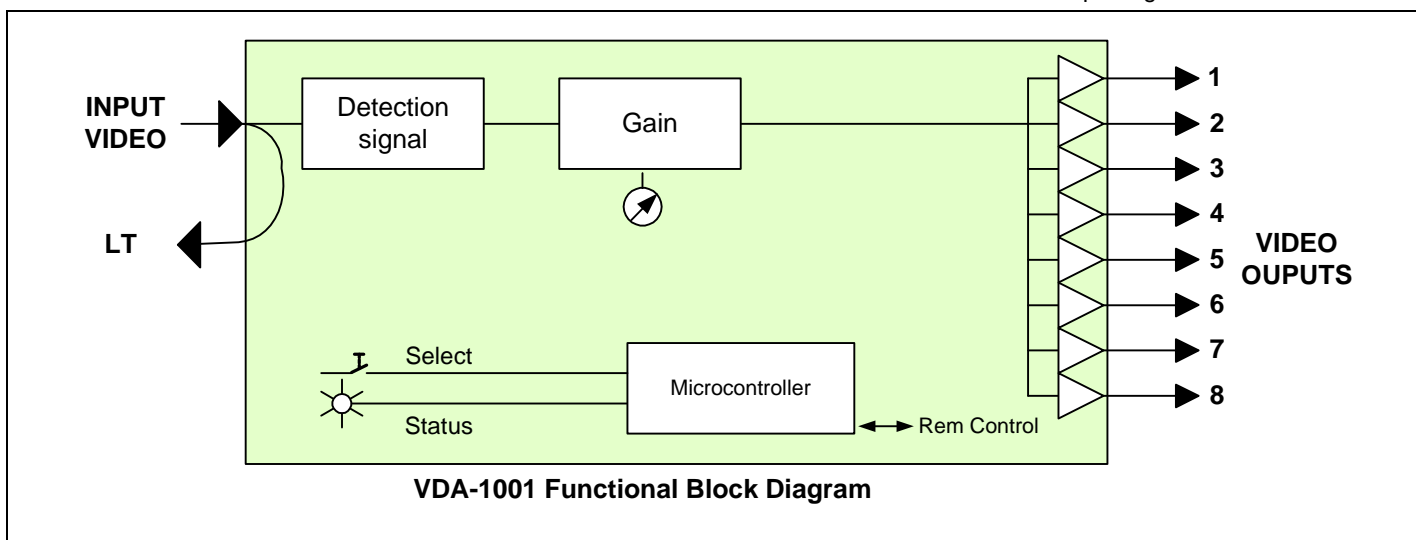 INPUT
VIDEO
Detection
signal
Gain
1
2
3
4
5
6
7
8
LT
VIDEO
OUPUTS
Select
Status
Microcontroller
Rem Control
VDA-1001 Functional Block Diagram